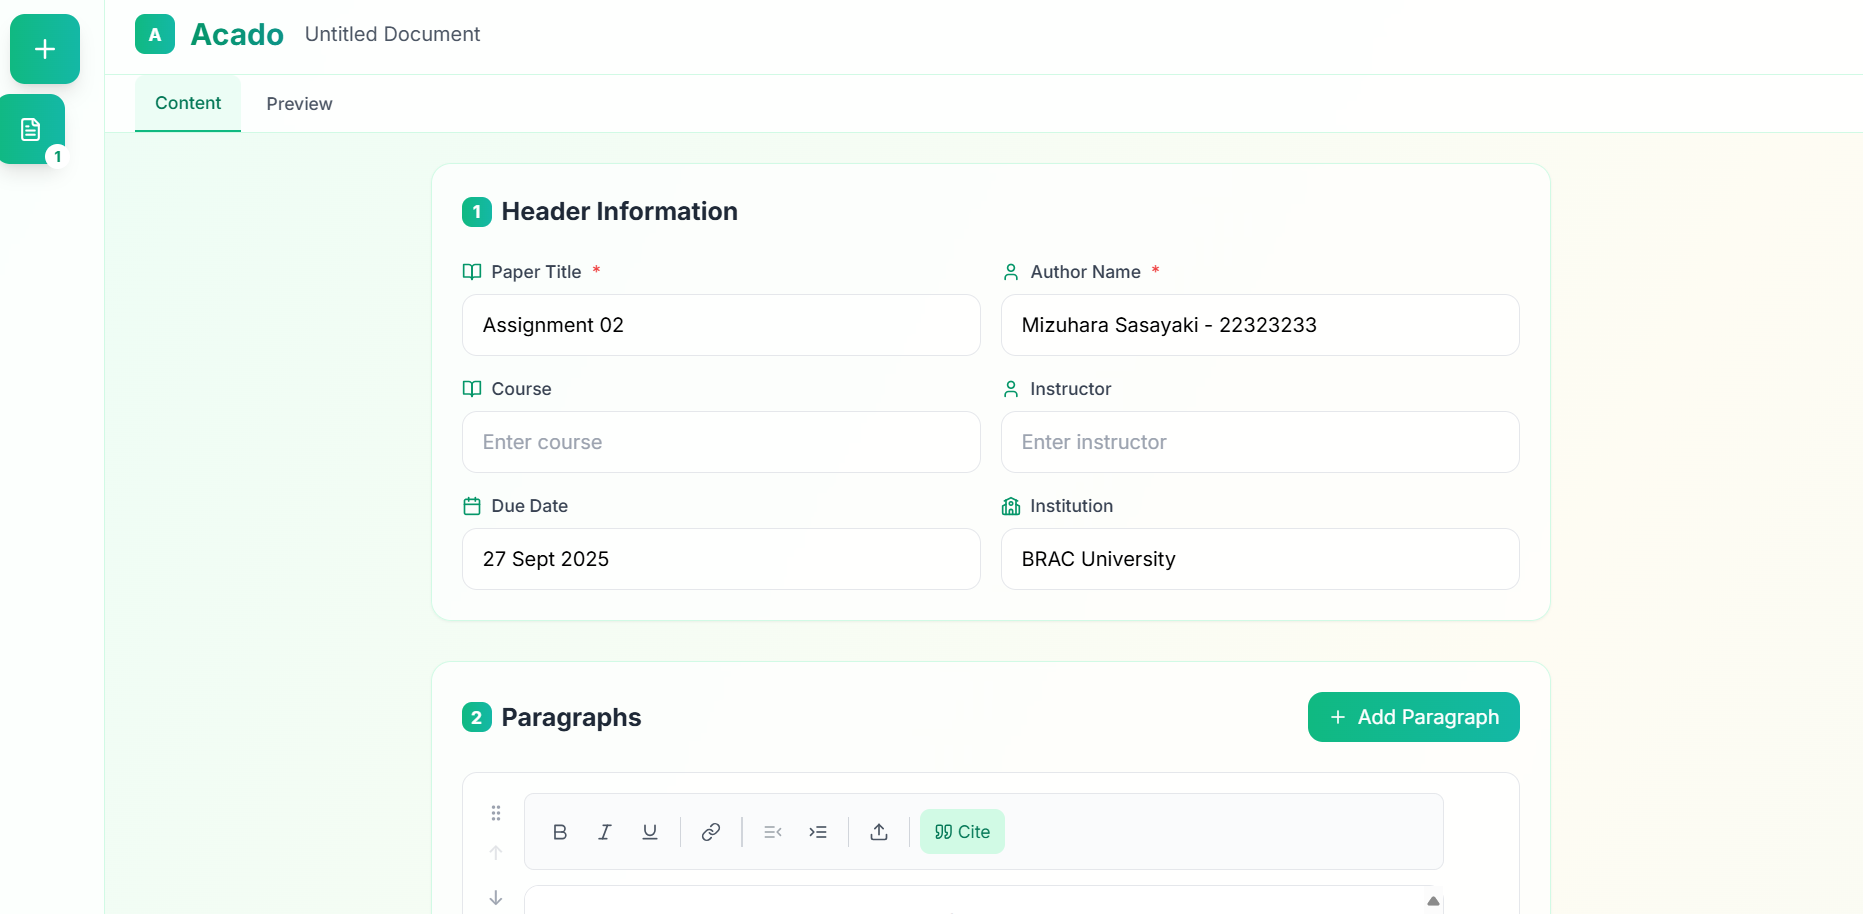 A Acado Untitled Document
1
Content Preview
1 Header Information
Paper Title * Author Name *
Assignment 02 Mizuhara Sasayaki - 22323233
Course Instructor
Enter course Enter instructor
Due Date Institution
27 Sept 2025 BRAC University
2 Paragraphs + Add Paragraph
B I U Cite